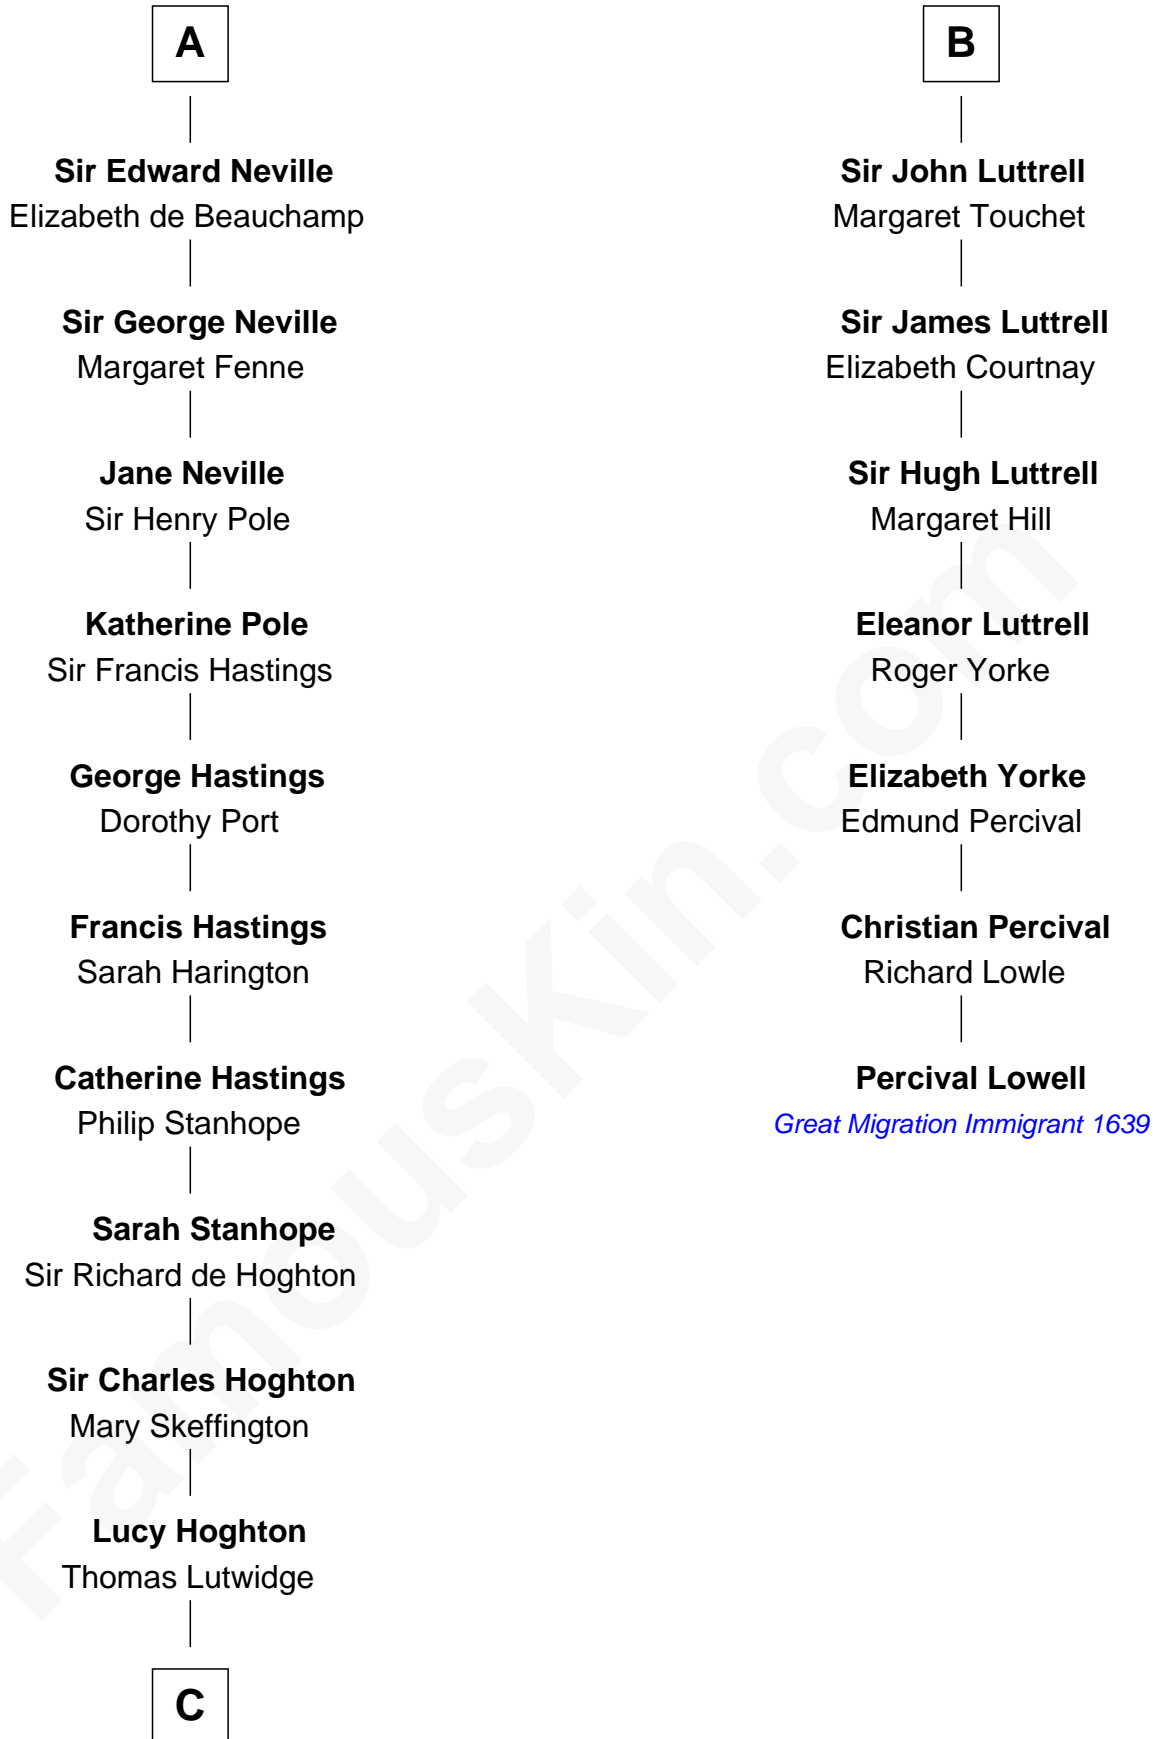 A
Sir Edward Neville
Elizabeth de Beauchamp
Sir George Neville
Margaret Fenne
Jane Neville
Sir Henry Pole
Katherine Pole
Sir Francis Hastings
George Hastings
Dorothy Port
Francis Hastings
Sarah Harington
Catherine Hastings
Philip Stanhope
Sarah Stanhope
Sir Richard de Hoghton
Sir Charles Hoghton
Mary Skeffington
Lucy Hoghton
Thomas Lutwidge
C
B
Sir John Luttrell
Margaret Touchet
Sir James Luttrell
Elizabeth Courtnay
Sir Hugh Luttrell
Margaret Hill
Eleanor Luttrell
Roger Yorke
Elizabeth Yorke
Edmund Percival
Christian Percival
Richard Lowle
Percival Lowell
Great Migration Immigrant 1639
FamousKin.com